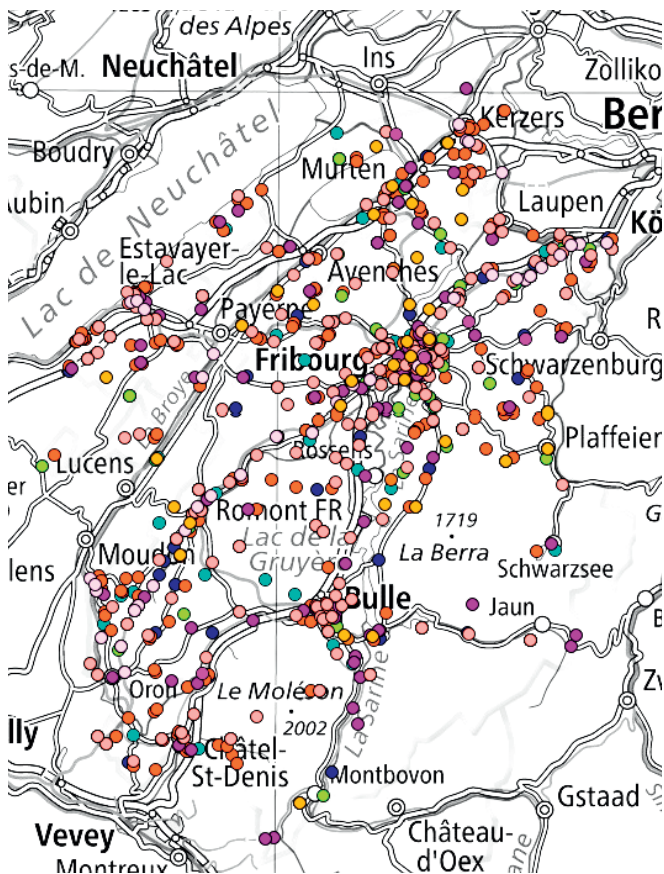 des Alpes
Ins
Neuchâtel
s-de-M.
Zolliko
Kerzers
Ber
Boudry
Murten
Lac de Neuchâtel
Laupen
ubin
Kö
Estavayer-
le-Lac
Avenches
Payerne
R
Fribourg
Schwarzenburg
Broye
Sarine
Plaffeier
Rossens
Lucens
er
Romont FR
G
1719
Lac de la
Gruyère
La Berra
Moudon
lens
Schwarzsee
Bulle
Jaun
B
Oron
Le Moléson
Zv
La Sarine
lly
2002
Châtel-
St-Denis
Montbovon
Gstaad
Vevey
Château-
d'Oex
Montreux